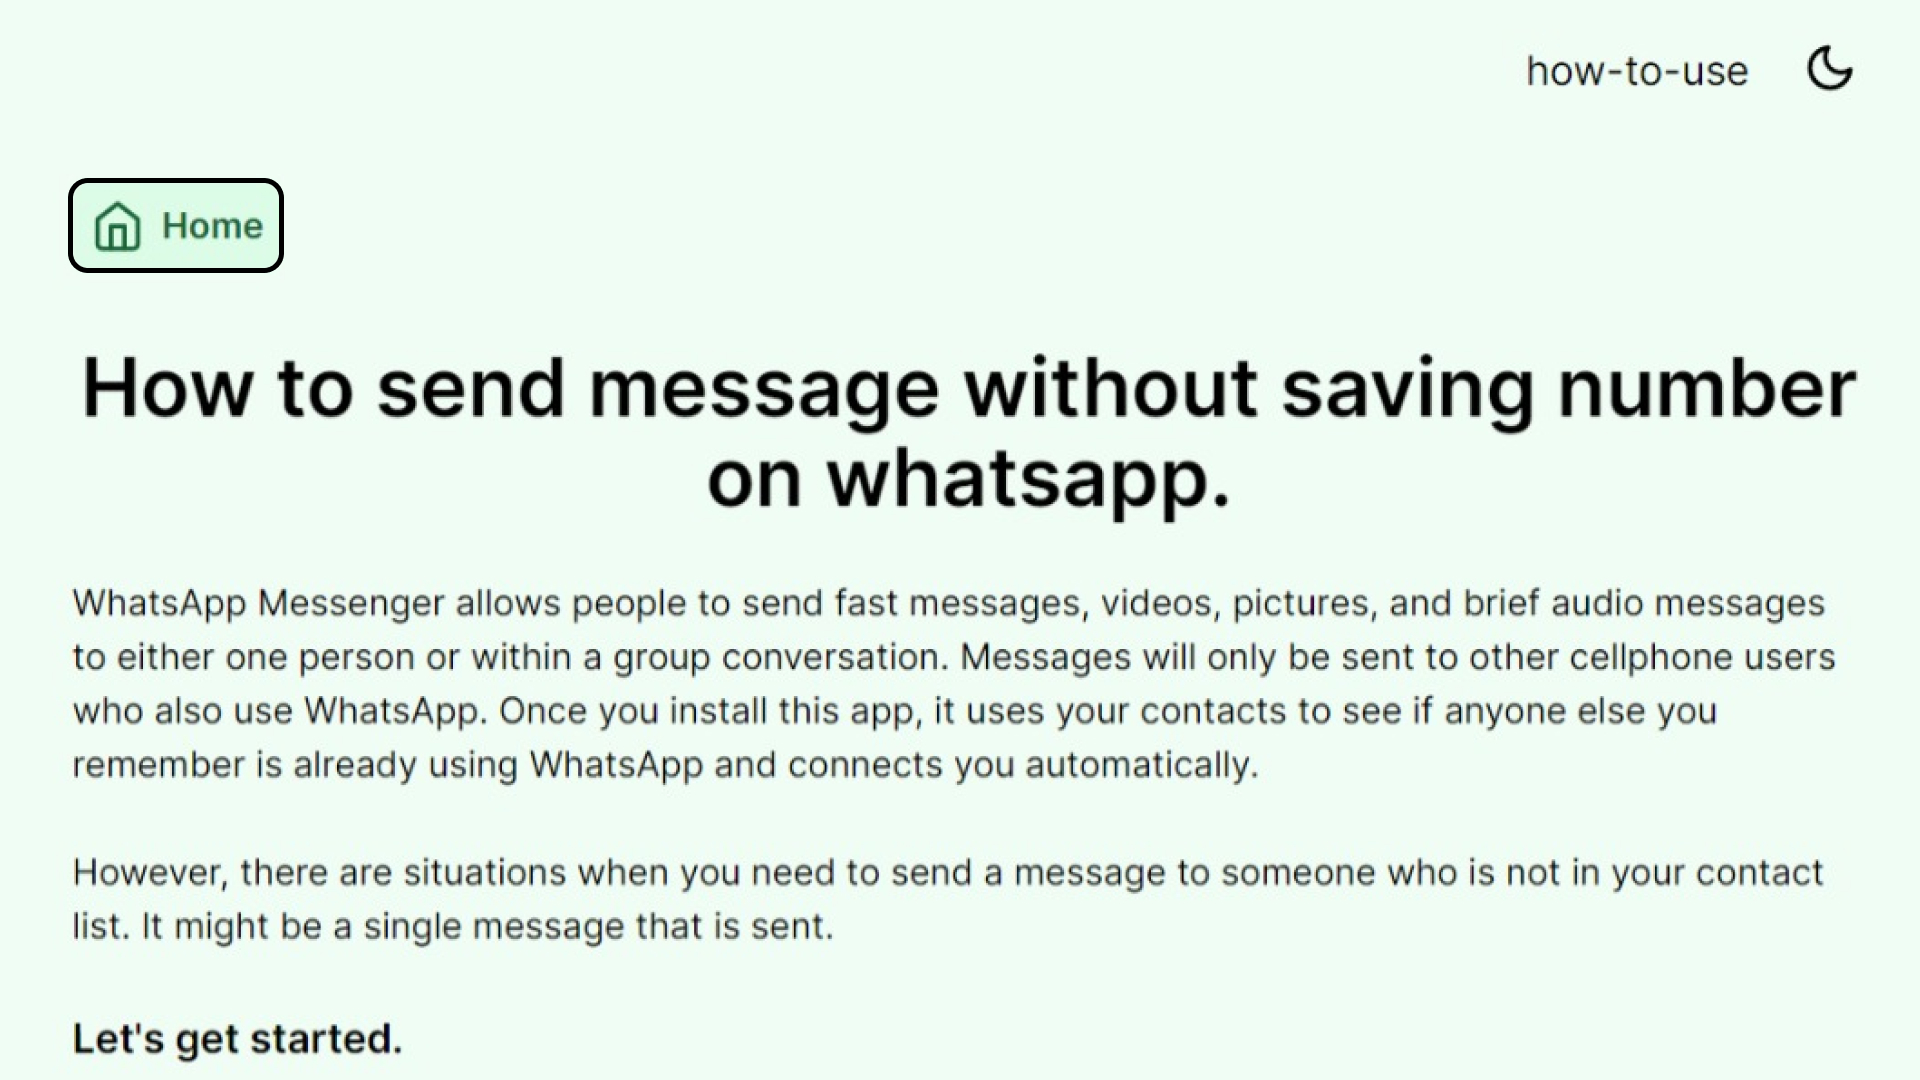 how-to-use
Home
How to send message without saving number
on whatsapp.
WhatsApp Messenger allows people to send fast messages, videos, pictures, and brief audio messages
to either one person or within a group conversation. Messages will only be sent to other cellphone users
who also use WhatsApp. Once you install this app, it uses your contacts to see if anyone else you
remember is already using WhatsApp and connects you automatically.
However, there are situations when you need to send a message to someone who is not in your contact
list. It might be a single message that is sent.
Let's get started.